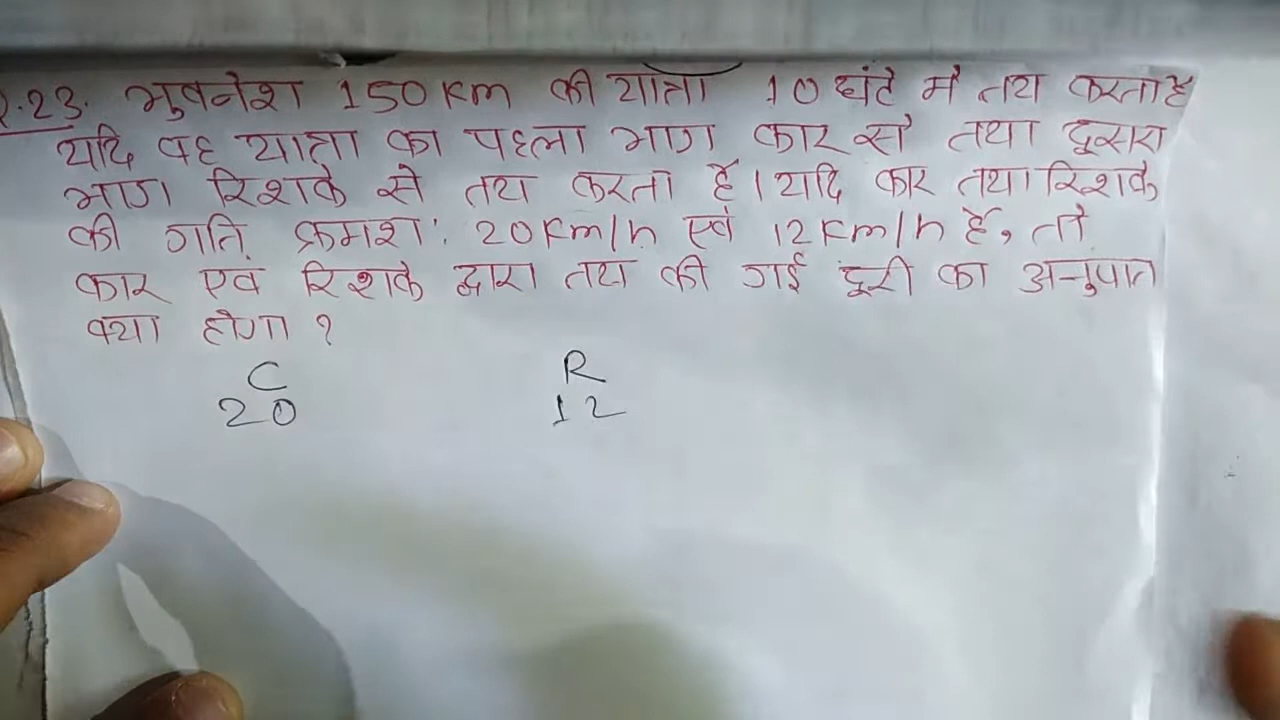 Q.23. भुवनेश 150 Km की यात्रा 10 घंटे में तय करता है
यदि वह यात्रा का पहला भाग कार से तथा दूसरा
भाग रिक्शे से तय करता है । यदि कार तथा रिक्शे
की गति क्रमशः 20 Km/h एवं 12 Km/h हैं, तो
कार एवं रिक्शे द्वारा तय की गई दूरी का अनुपात
क्या होगा ?
C R
20 12